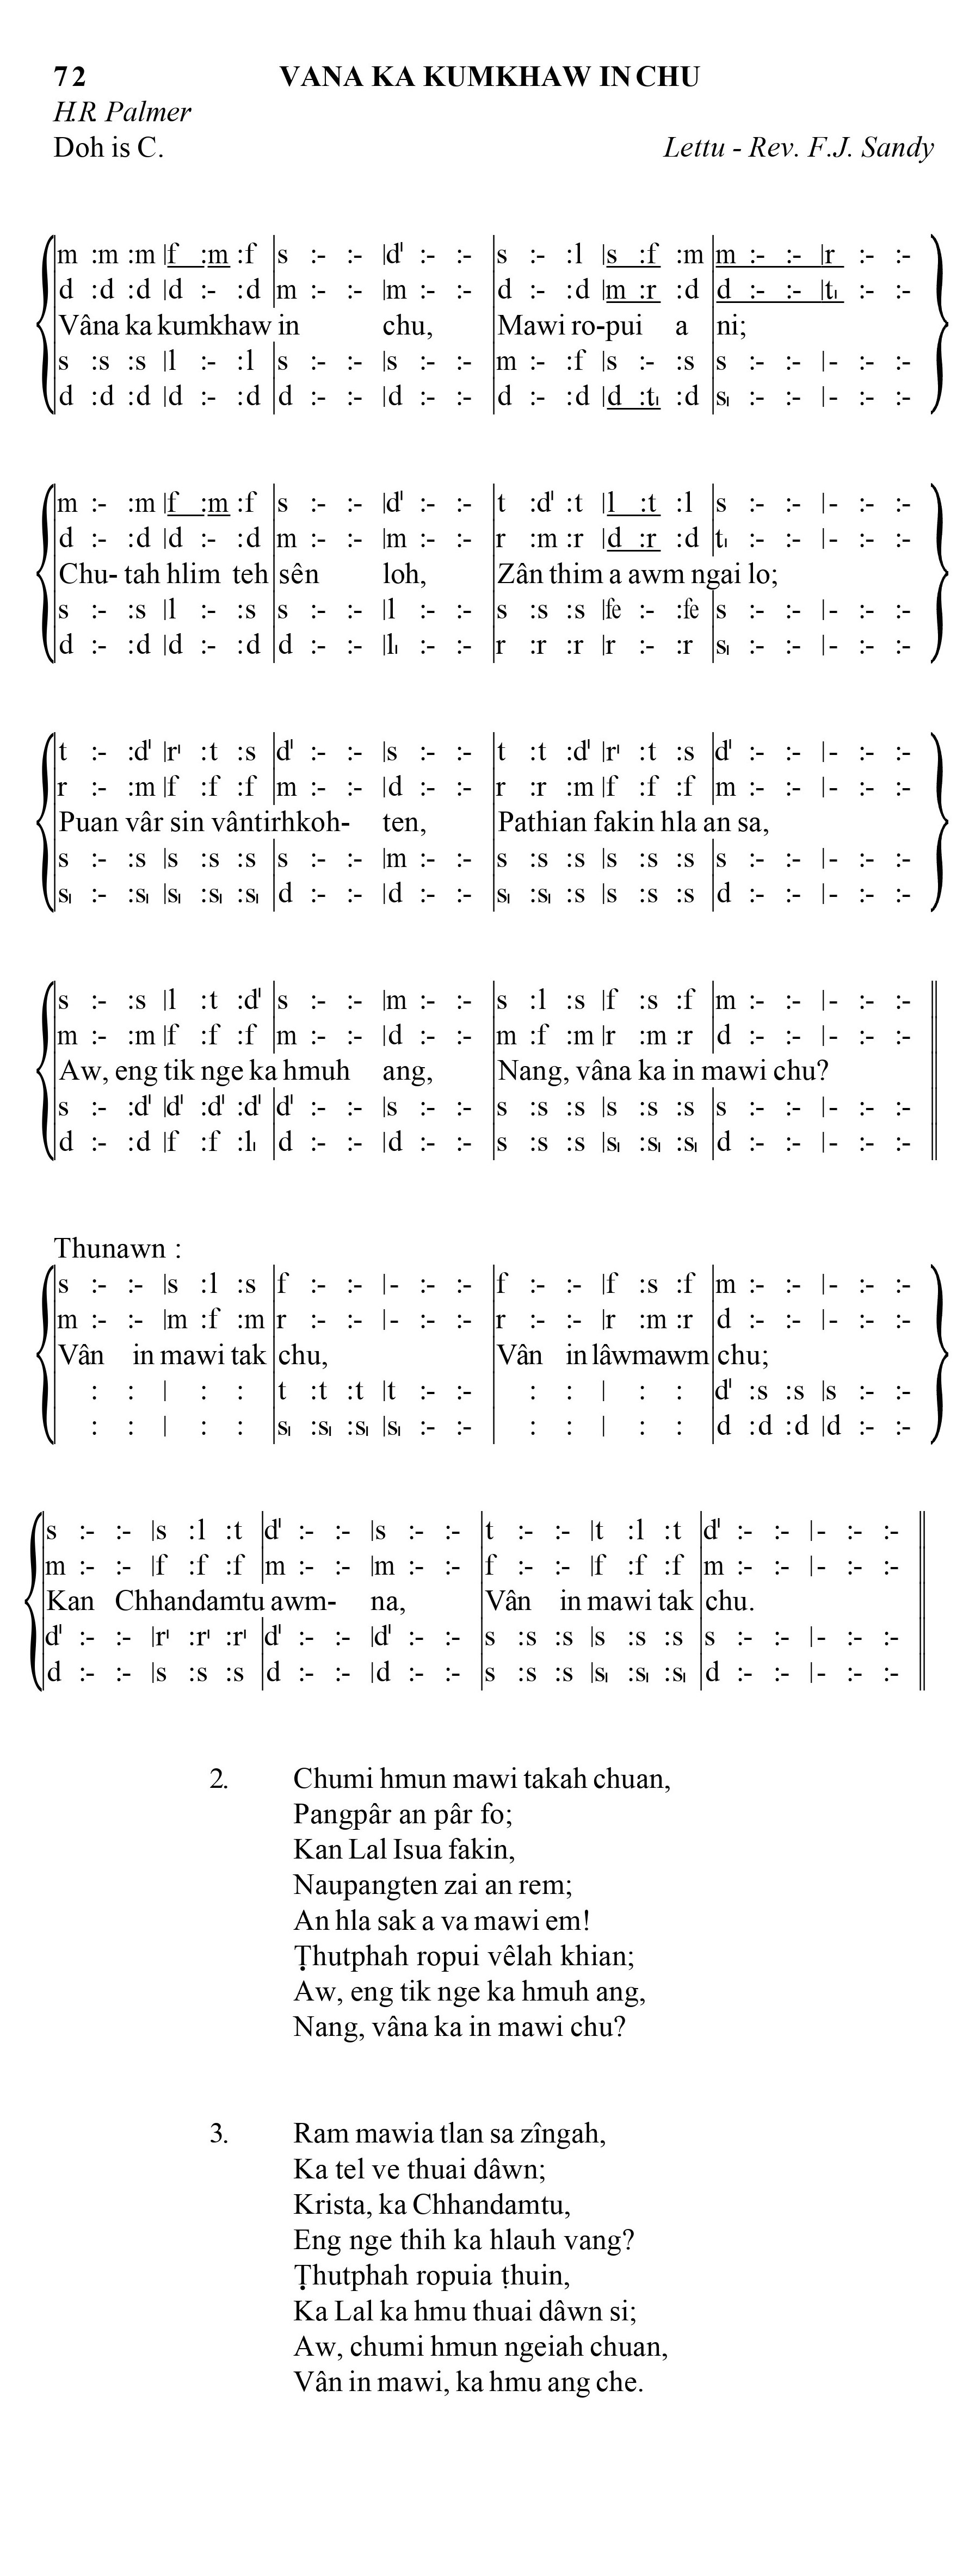 72 VANA KA KUMKHAW IN CHU
H.R. Palmer
Doh is C. Lettu - Rev. F.J. Sandy
m :m :m |f :m :f |s :- :- |d' :- :- |s :- :l |s :f :m |m :- :- |r :- :-
d :d :d |d :- :d |m :- :- |m :- :- |d :- :d |m :r :d |d :- :- |t, :- :-
Vâna ka kumkhaw in chu, Mawi ro-pui a ni;
s :s :s |l :- :l |s :- :- |s :- :- |m :- :f |s :- :s |s :- :- |- :- :-
d :d :d |d :- :d |d :- :- |d :- :- |d :- :d |d :t, :d |s, :- :- |- :- :-
m :- :m |f :m :f |s :- :- |d' :- :- |t :d' :t |l :t :l |s :- :- |- :- :-
d :- :d |d :- :d |m :- :- |m :- :- |r :m :r |d :r :d |t, :- :- |- :- :-
Chu- tah hlim teh sên loh, Zân thim a awm ngai lo;
s :- :s |l :- :s |s :- :- |l :- :- |s :s :s |fe :- :fe |s :- :- |- :- :-
d :- :d |d :- :d |d :- :- |l, :- :- |r :r :r |r :- :r |s, :- :- |- :- :-
t :- :d' |r' :t :s |d' :- :- |s :- :- |t :t :d' |r' :t :s |d' :- :- |- :- :-
r :- :m |f :f :f |m :- :- |d :- :- |r :r :m |f :f :f |m :- :- |- :- :-
Puan vâr sin vântirhkoh- ten, Pathian fakin hla an sa,
s :- :s |s :s :s |s :- :- |m :- :- |s :s :s |s :s :s |s :- :- |- :- :-
s, :- :s, |s, :s, :s, |d :- :- |d :- :- |s, :s, :s |s :s :s |d :- :- |- :- :-
s :- :s |l :t :d' |s :- :- |m :- :- |s :l :s |f :s :f |m :- :- |- :- :-
m :- :m |f :f :f |m :- :- |d :- :- |m :f :m |r :m :r |d :- :- |- :- :-
Aw, eng tik nge ka hmuh ang, Nang, vâna ka in mawi chu?
s :- :d' |d' :d' :d' |d' :- :- |s :- :- |s :s :s |s :s :s |s :- :- |- :- :-
d :- :d |f :f :l, |d :- :- |d :- :- |s :s :s |s, :s, :s, |d :- :- |- :- :-
Thunawn :
s :- :- |s :l :s |f :- :- |- :- :- |f :- :- |f :s :f |m :- :- |- :- :-
m :- :- |m :f :m |r :- :- |- :- :- |r :- :- |r :m :r |d :- :- |- :- :-
Vân in mawi tak chu, Vân in lâwmawm chu;
: : | : : |t :t :t |t :- :- | : : | : : |d' :s :s |s :- :-
: : | : : |s, :s, :s, |s, :- :- | : : | : : |d :d :d |d :- :-
s :- :- |s :l :t |d' :- :- |s :- :- |t :- :- |t :l :t |d' :- :- |- :- :-
m :- :- |f :f :f |m :- :- |m :- :- |f :- :- |f :f :f |m :- :- |- :- :-
Kan Chhandamtu awm- na, Vân in mawi tak chu.
d' :- :- |r' :r' :r' |d' :- :- |d' :- :- |s :s :s |s :s :s |s :- :- |- :- :-
d :- :- |s :s :s |d :- :- |d :- :- |s :s :s |s, :s, :s, |d :- :- |- :- :-
2. Chumi hmun mawi takah chuan,
Pangpâr an pâr fo;
Kan Lal Isua fakin,
Naupangten zai an rem;
An hla sak a va mawi em!
Ṭhutphah ropui vêlah khian;
Aw, eng tik nge ka hmuh ang,
Nang, vâna ka in mawi chu?
3. Ram mawia tlan sa zîngah,
Ka tel ve thuai dâwn;
Krista, ka Chhandamtu,
Eng nge thih ka hlauh vang?
Ṭhutphah ropuia ṭhuin,
Ka Lal ka hmu thuai dâwn si;
Aw, chumi hmun ngeiah chuan,
Vân in mawi, ka hmu ang che.